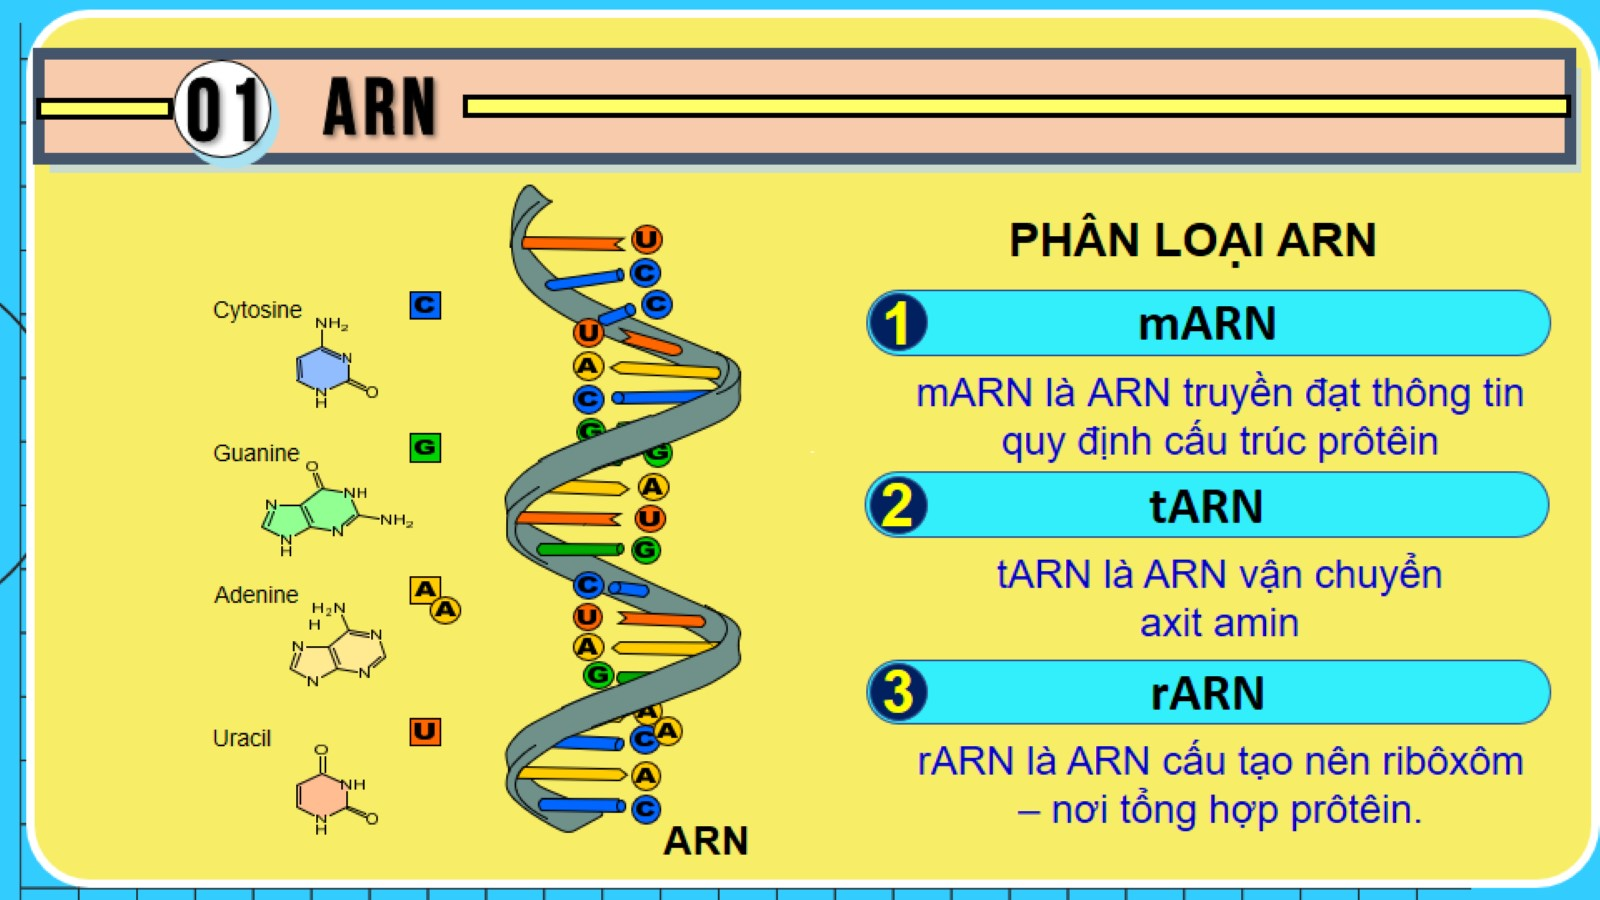 01 ARN
Cytosine
C
NH₂
N
N
H
O
Guanine
G
O
N
NH
N
H
N
NH₂
Adenine
A
A
H₂N
H
N
N
N
N
Uracil
U
O
NH
N
H
O
U
C
C
U
A
C
G
G
A
U
G
C
U
A
G
A
A
C
A
C
ARN
PHÂN LOẠI ARN
1 mARN
mARN là ARN truyền đạt thông tin
quy định cấu trúc prôtêin
2 tARN
tARN là ARN vận chuyển
axit amin
3 rARN
rARN là ARN cấu tạo nên ribôxôm
– nơi tổng hợp prôtêin.